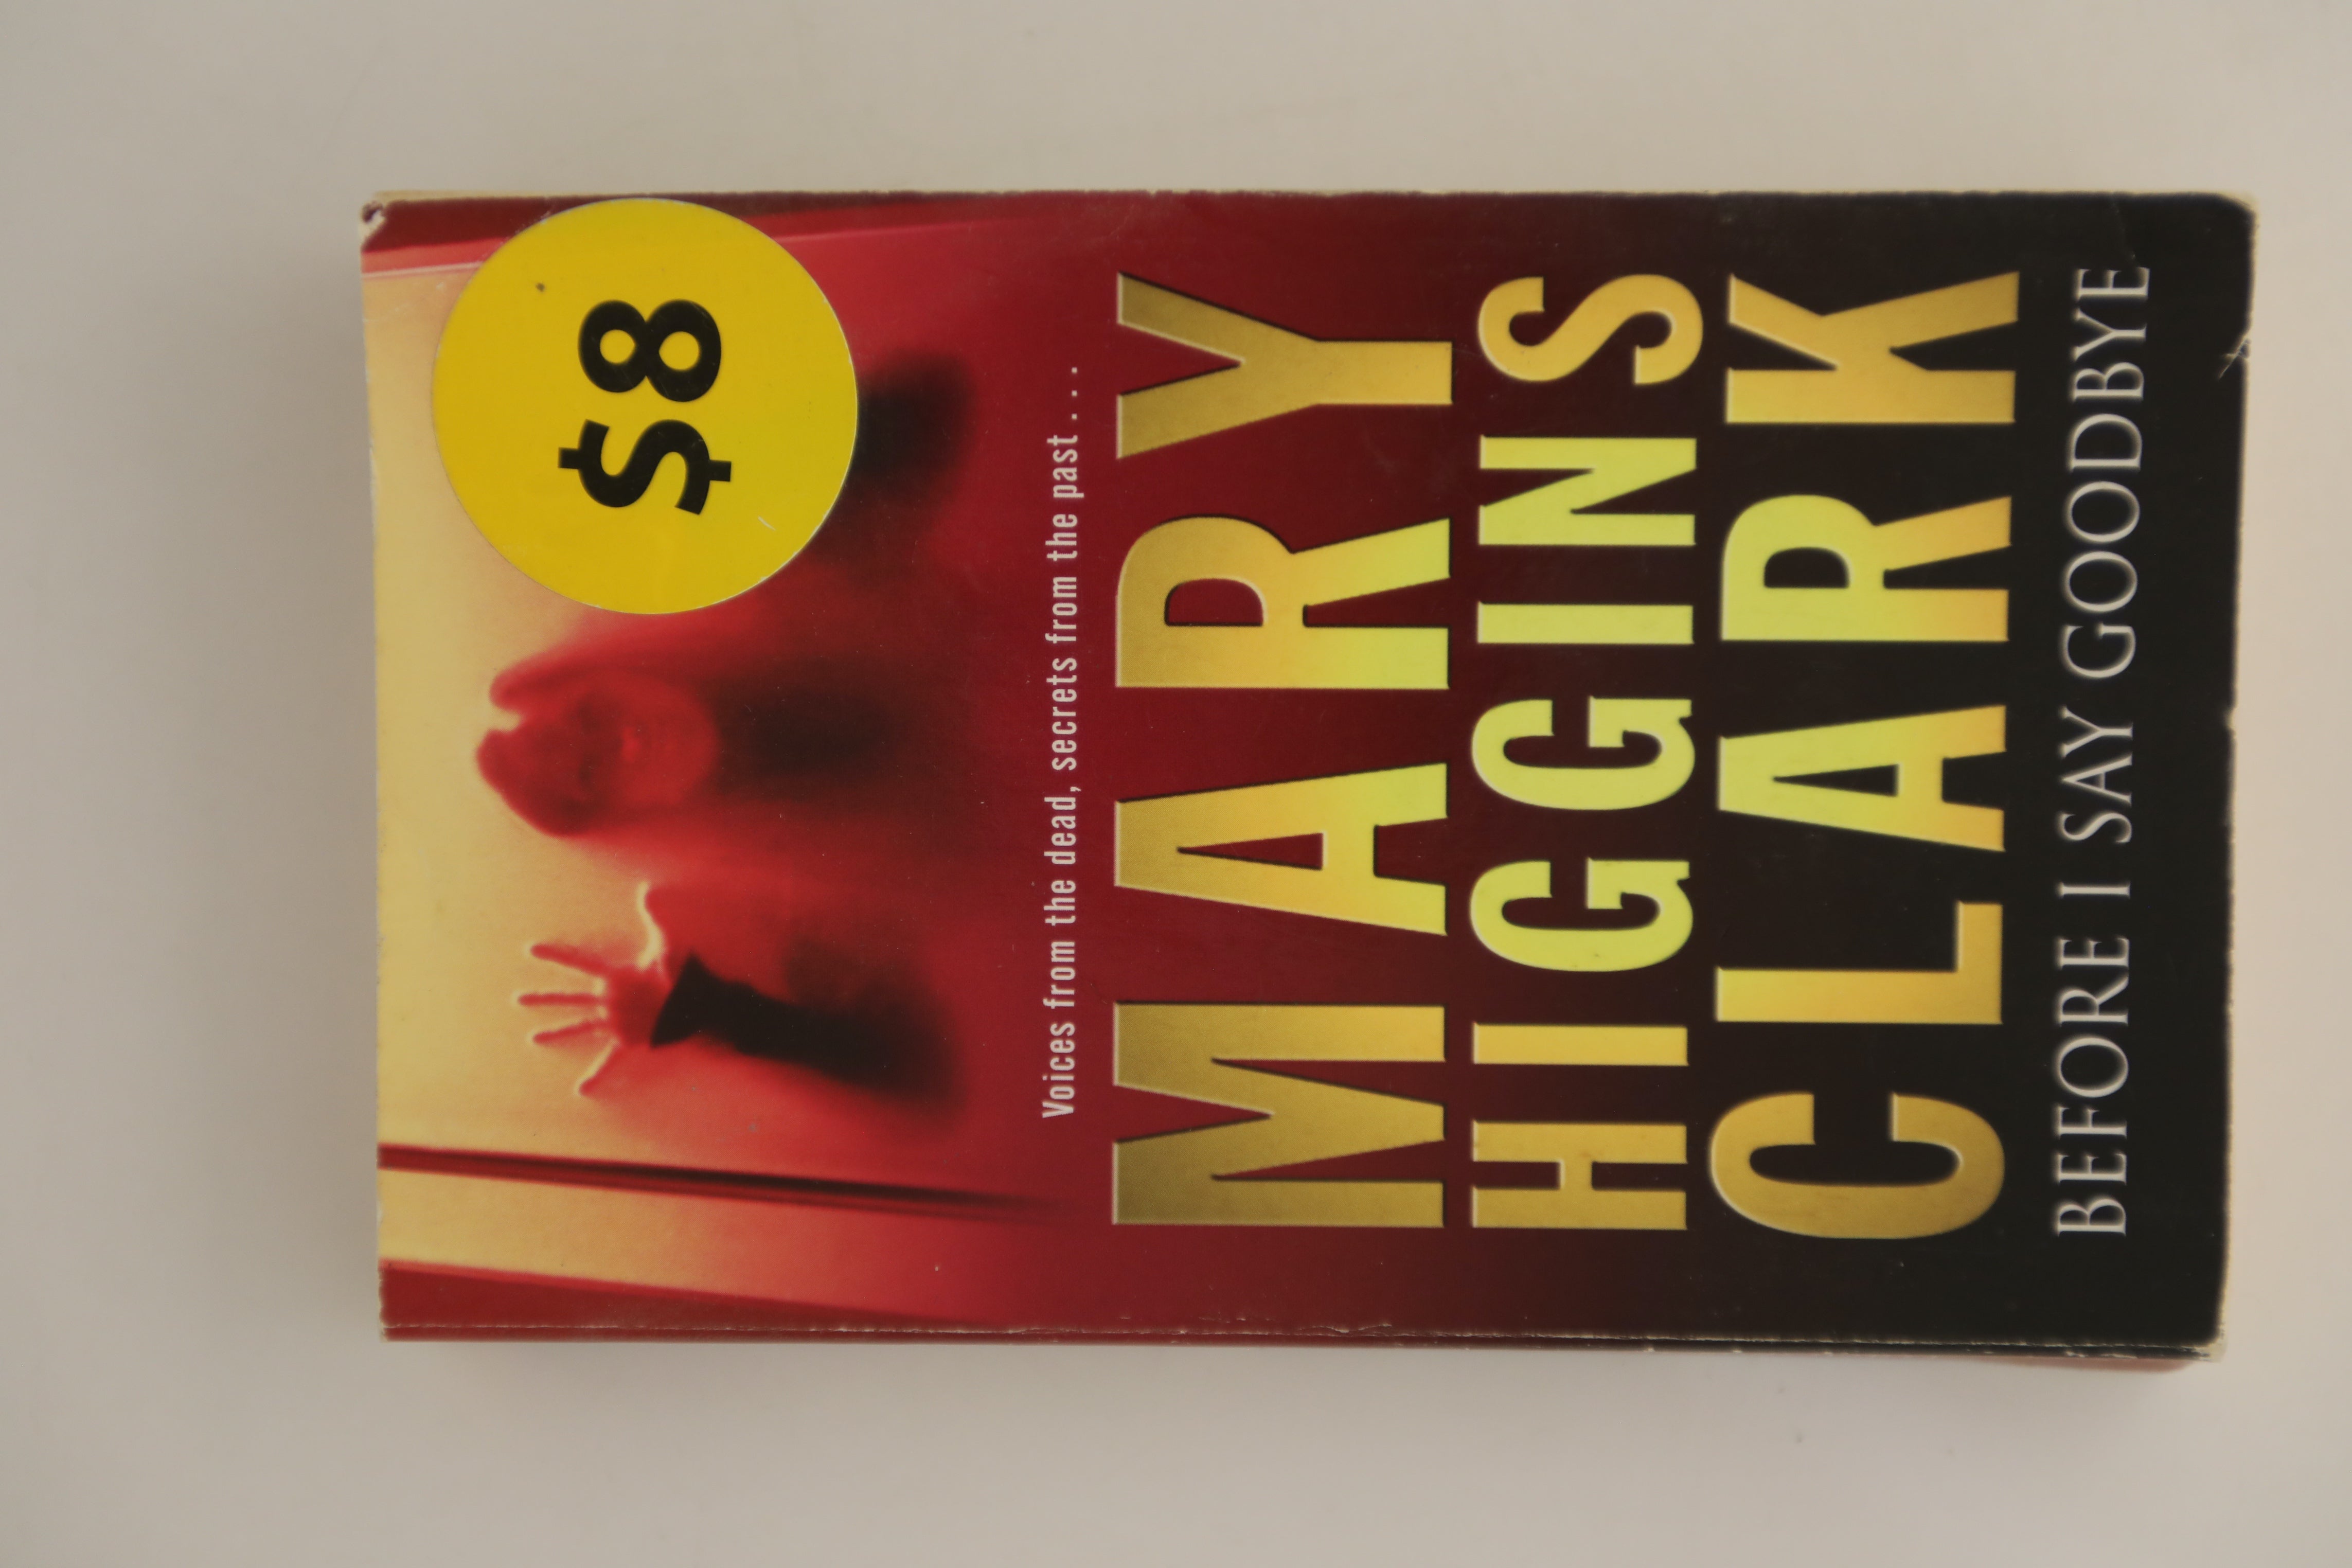 $8
Voices from the dead, secrets from the past...
MARY
HIGGINS
CLARK
BEFORE I SAY GOODBYE